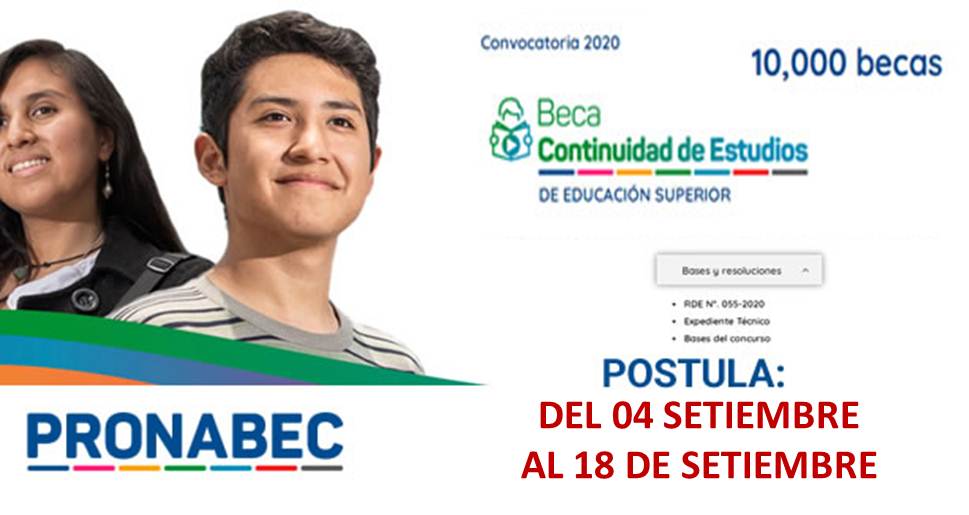 Convocatoria 2020
10,000 becas
Beca
Continuidad de Estudios
DE EDUCACIÓN SUPERIOR
Bases y resoluciones
• RDE N°. 055-2020
• Expediente Técnico
• Bases del concurso
POSTULA:
DEL 04 SETIEMBRE
AL 18 DE SETIEMBRE
PRONABEC